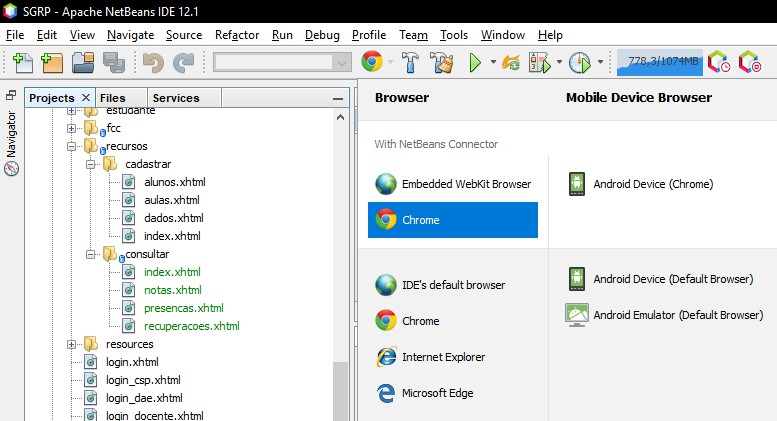 SGRP - Apache NetBeans IDE 12.1
File Edit View Navigate Source Refactor Run Debug Profile Team Tools Window Help
778,3/1074MB
Navigator
Projects Files Services
estudante
fcc
recursos
cadastrar
alunos.xhtml
aulas.xhtml
dados.xhtml
index.xhtml
consultar
index.xhtml
notas.xhtml
presencas.xhtml
recuperacoes.xhtml
resources
login.xhtml
login_csp.xhtml
login_dae.xhtml
login_docente.xhtml
Browser
With NetBeans Connector
Embedded WebKit Browser
Chrome
IDE's default browser
Chrome
Internet Explorer
Microsoft Edge
Mobile Device Browser
Android Device (Chrome)
Android Device (Default Browser)
Android Emulator (Default Browser)